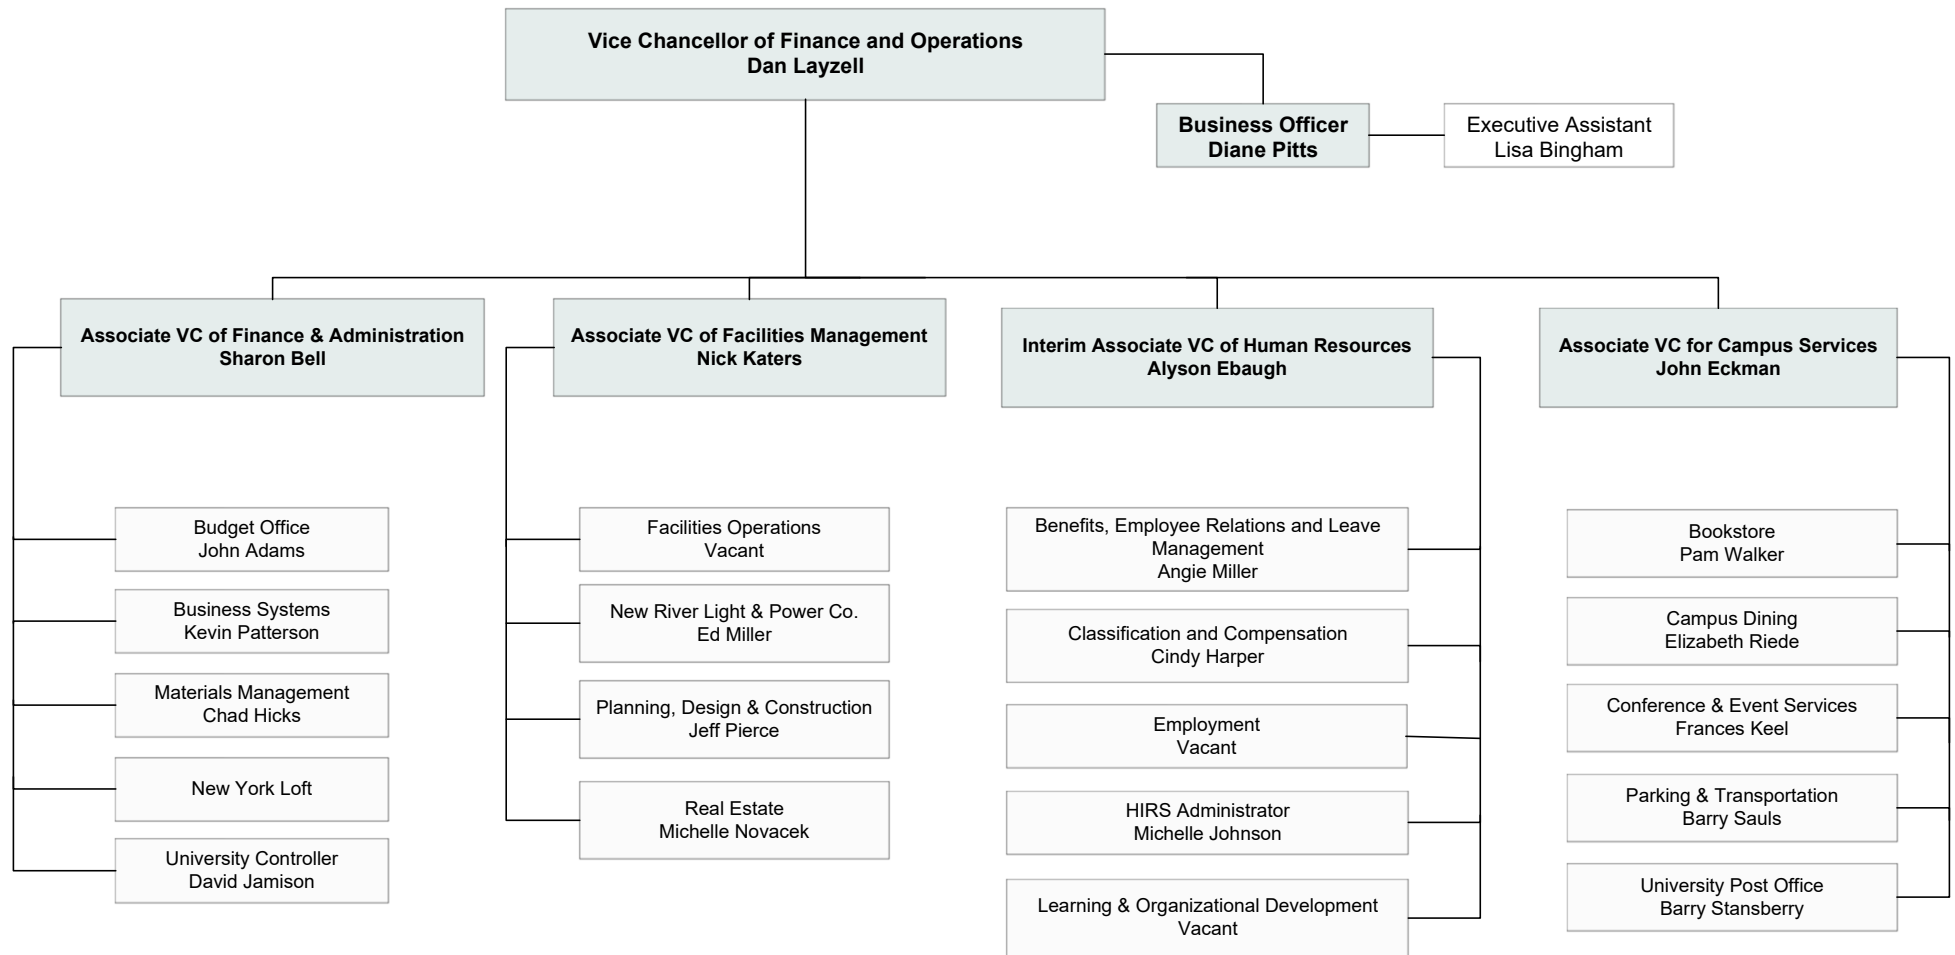 Vice Chancellor of Finance and Operations
Dan Layzell
Business Officer
Diane Pitts
Executive Assistant
Lisa Bingham
Associate VC of Finance & Administration
Sharon Bell
Budget Office
John Adams
Business Systems
Kevin Patterson
Materials Management
Chad Hicks
New York Loft
University Controller
David Jamison
Associate VC of Facilities Management
Nick Katers
Facilities Operations
Vacant
New River Light & Power Co.
Ed Miller
Planning, Design & Construction
Jeff Pierce
Real Estate
Michelle Novacek
Interim Associate VC of Human Resources
Alyson Ebaugh
Benefits, Employee Relations and Leave
Management
Angie Miller
Classification and Compensation
Cindy Harper
Employment
Vacant
HIRS Administrator
Michelle Johnson
Learning & Organizational Development
Vacant
Associate VC for Campus Services
John Eckman
Bookstore
Pam Walker
Campus Dining
Elizabeth Riede
Conference & Event Services
Frances Keel
Parking & Transportation
Barry Sauls
University Post Office
Barry Stansberry